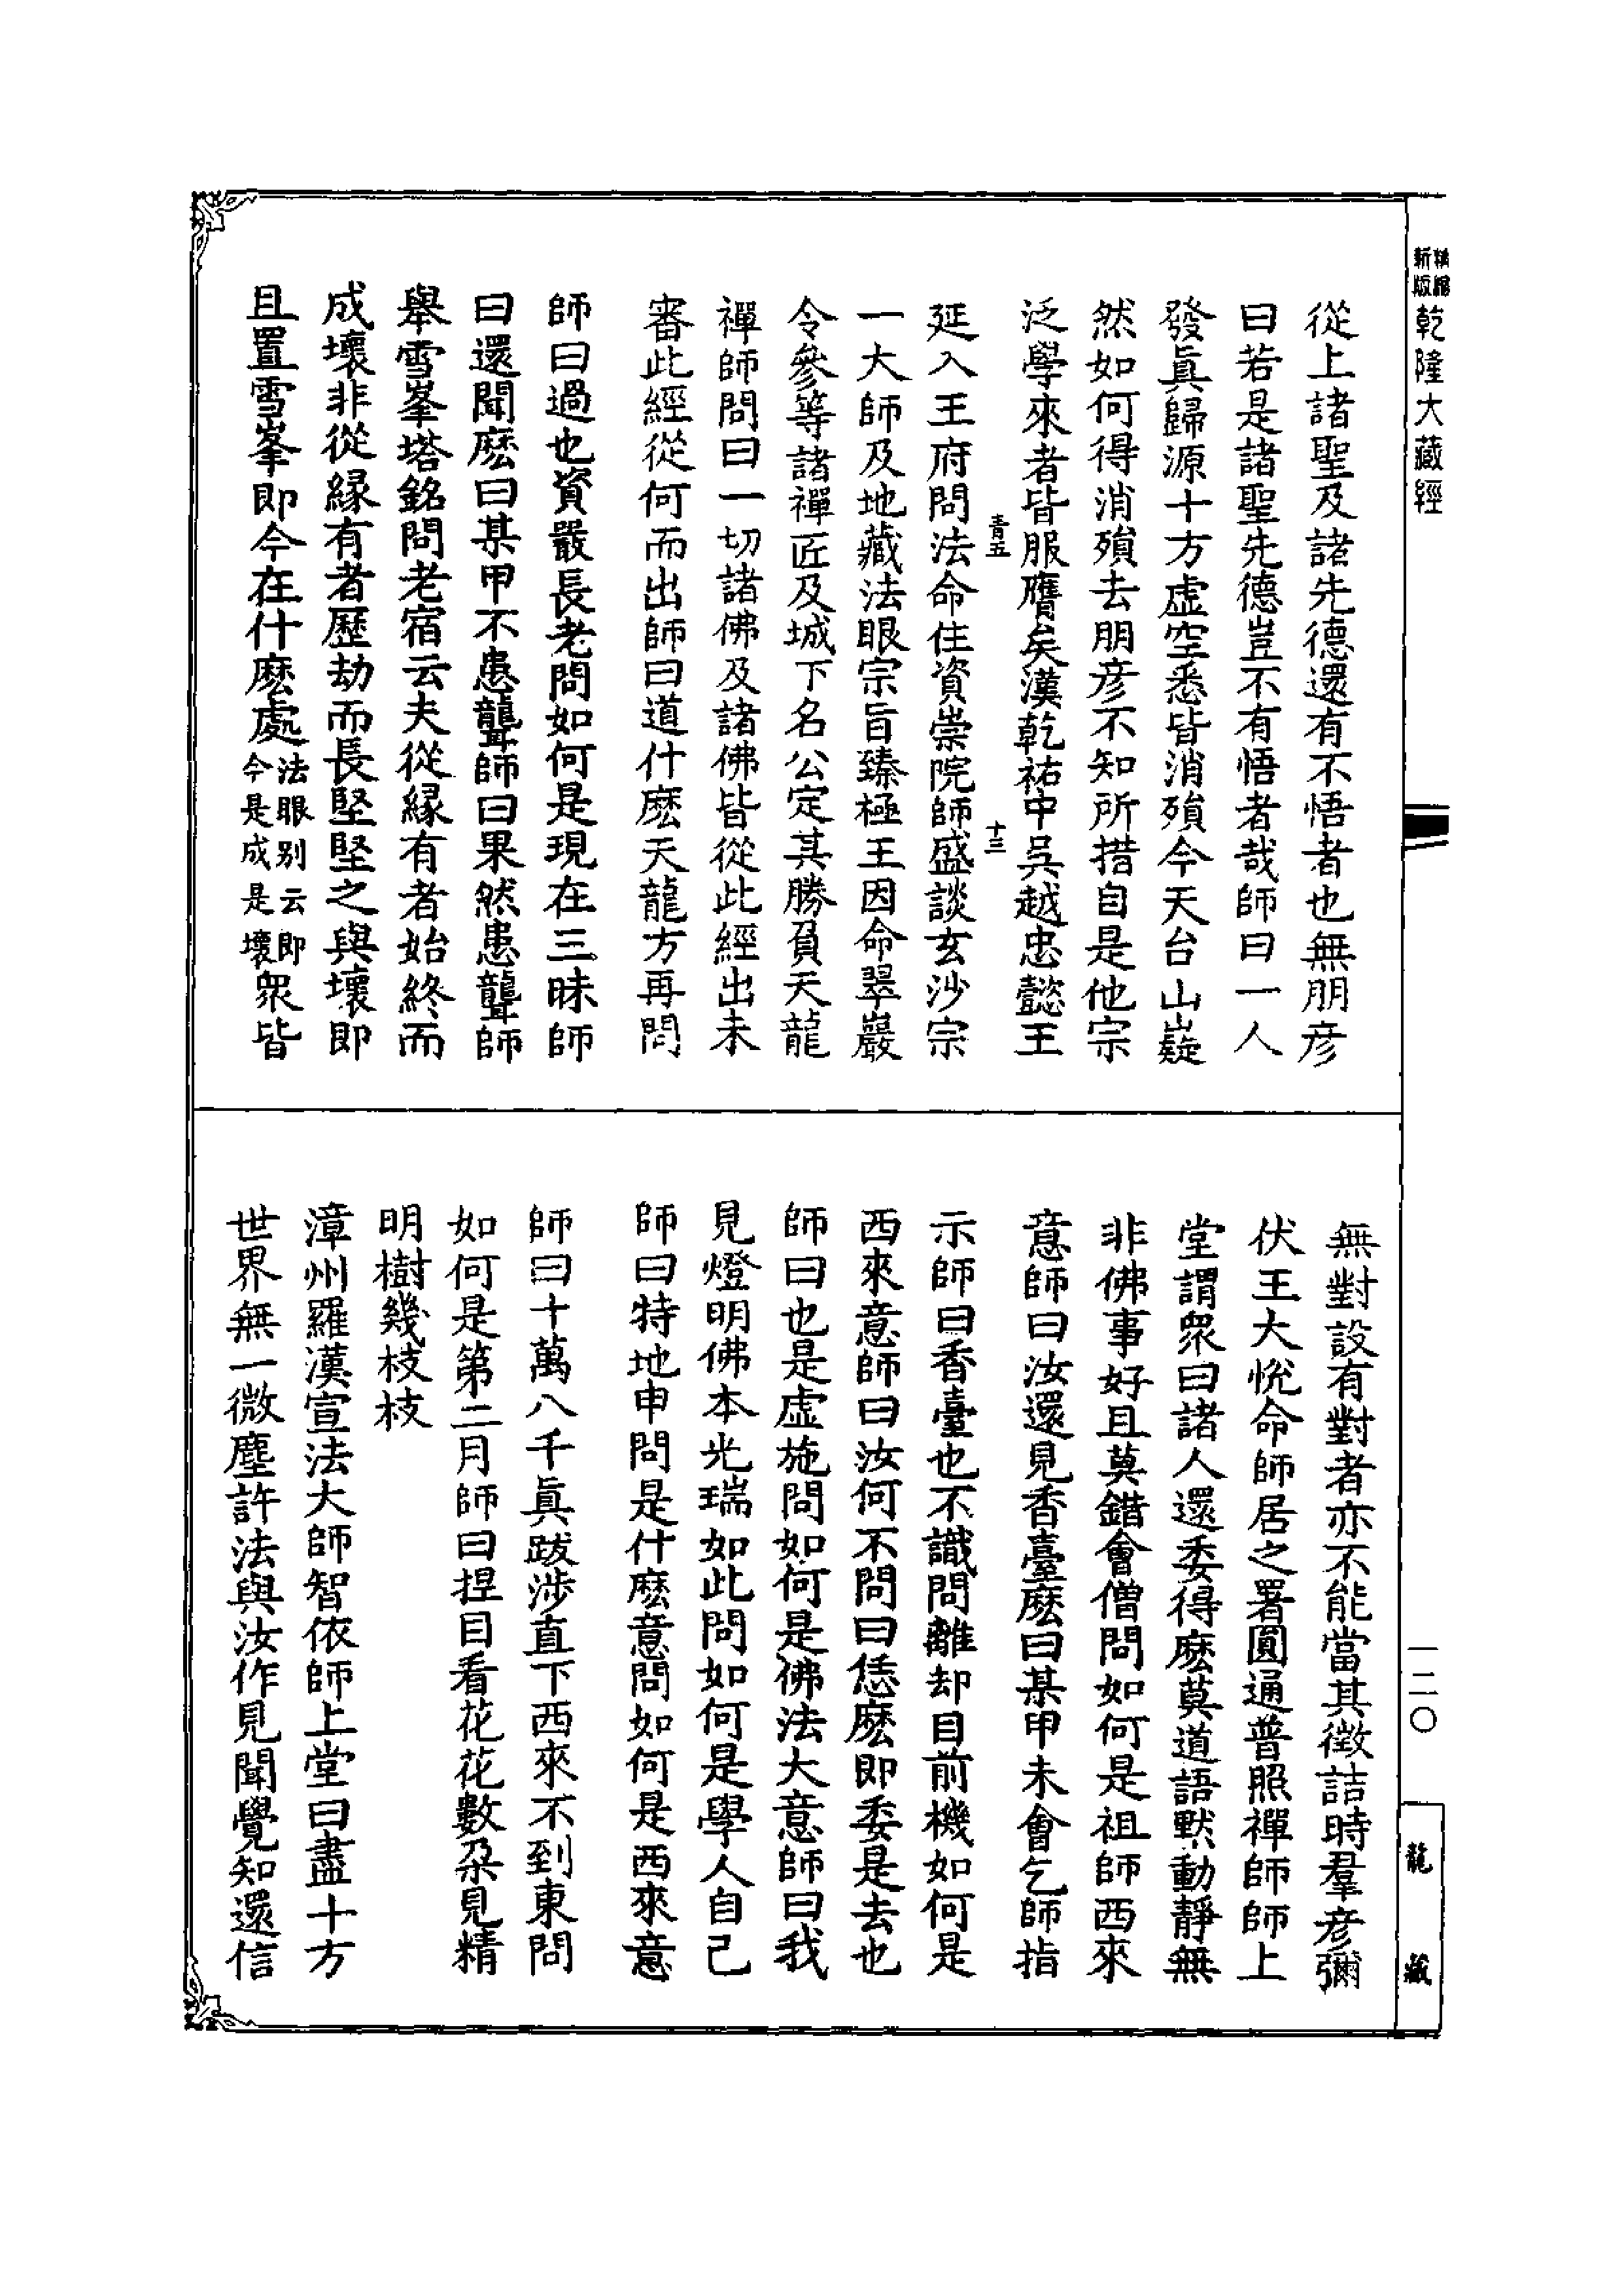 精縮
新版
乾隆大藏經
從上諸聖及諸先德還有不悟者也無朋彥
曰若是諸聖先德豈不有悟者哉師曰一人
發眞歸源十方虛空悉皆消殞今天台山嶷
然如何得消殞去朋彥不知所措自是他宗
泛學來者皆服膺矣漢乾祐中吳越忠懿王
青五
十三
延入王府問法命住資崇院師盛談玄沙宗
一大師及地藏法眼宗旨臻極王因命翠巖
令參等諸禪匠及城下名公定其勝負天龍
禪師問曰一切諸佛及諸佛皆從此經出未
審此經從何而出師曰道什麽天龍方再問
師曰過也資嚴長老問如何是現在三昧師
曰還聞麽曰某甲不患聾師曰果然患聾師
舉雪峯塔銘問老宿云夫從緣有者始終而
成壞非從緣有者歷劫而長堅堅之與壞即
且置雪峯即今在什麽處法眼别云即今是成是壞眾皆
無對設有對者亦不能當其徵詰時羣彥彌
伏王大悅命師居之署圓通普照禪師師上
堂謂眾曰諸人還委得麽莫道語默動靜無
非佛事好且莫錯會僧問如何是祖師西來
意師曰汝還見香臺麽曰某甲未會乞師指
示師曰香臺也不識問離却目前機如何是
西來意師曰汝何不問曰恁麽即委是去也
師曰也是虛施問如何是佛法大意師曰我
見燈明佛本光瑞如此問如何是學人自己
師曰特地申問是什麽意問如何是西來意
師曰十萬八千眞跋涉直下西來不到東問
如何是第二月師曰捏目看花花數朶見精
明樹幾枝枝
漳州羅漢宣法大師智依師上堂曰盡十方
世界無一微塵許法與汝作見聞覺知還信
一二〇
龍藏